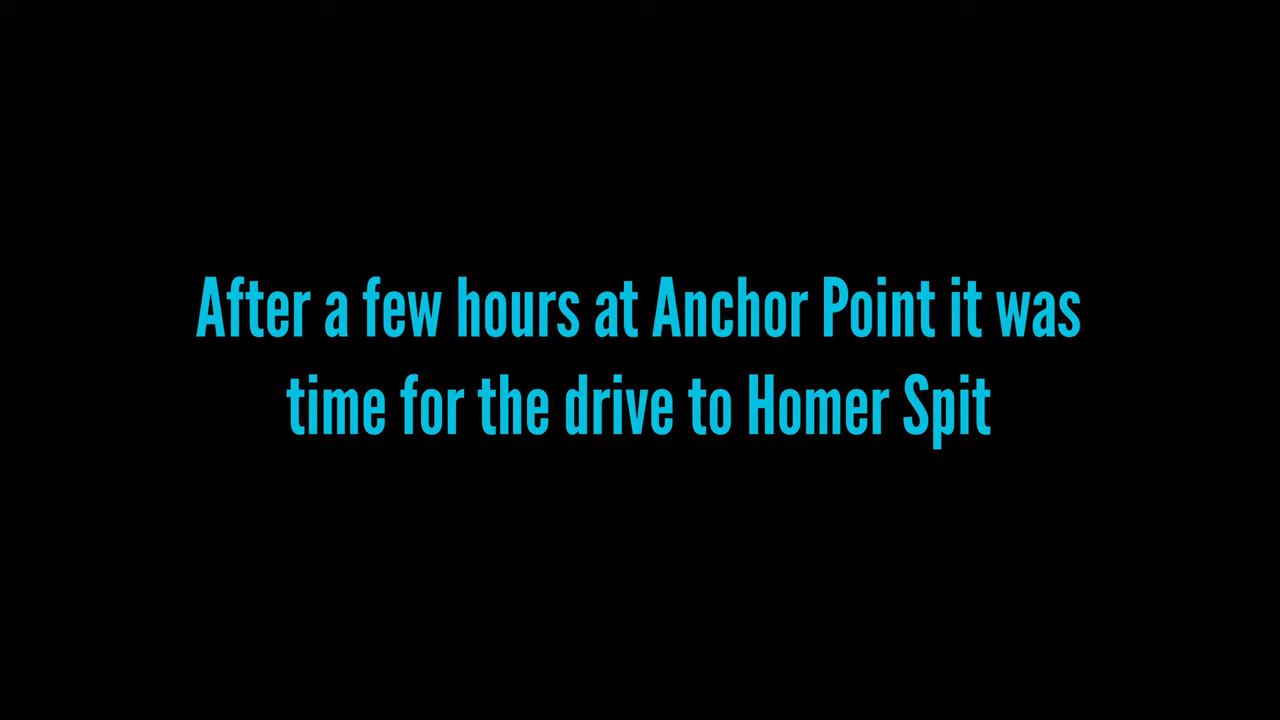 After a few hours at Anchor Point it was
time for the drive to Homer Spit